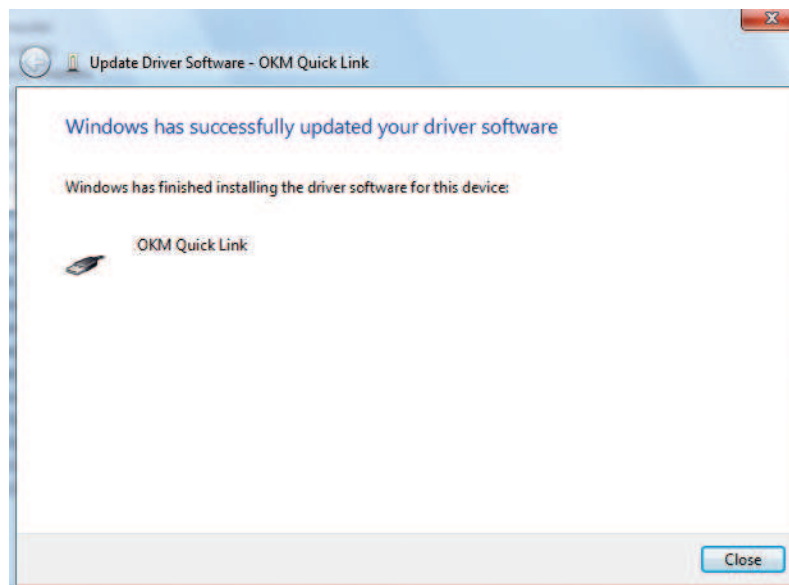 Update Driver Software - OKM Quick Link
Windows has successfully updated your driver software
Windows has finished installing the driver software for this device:
OKM Quick Link
Close